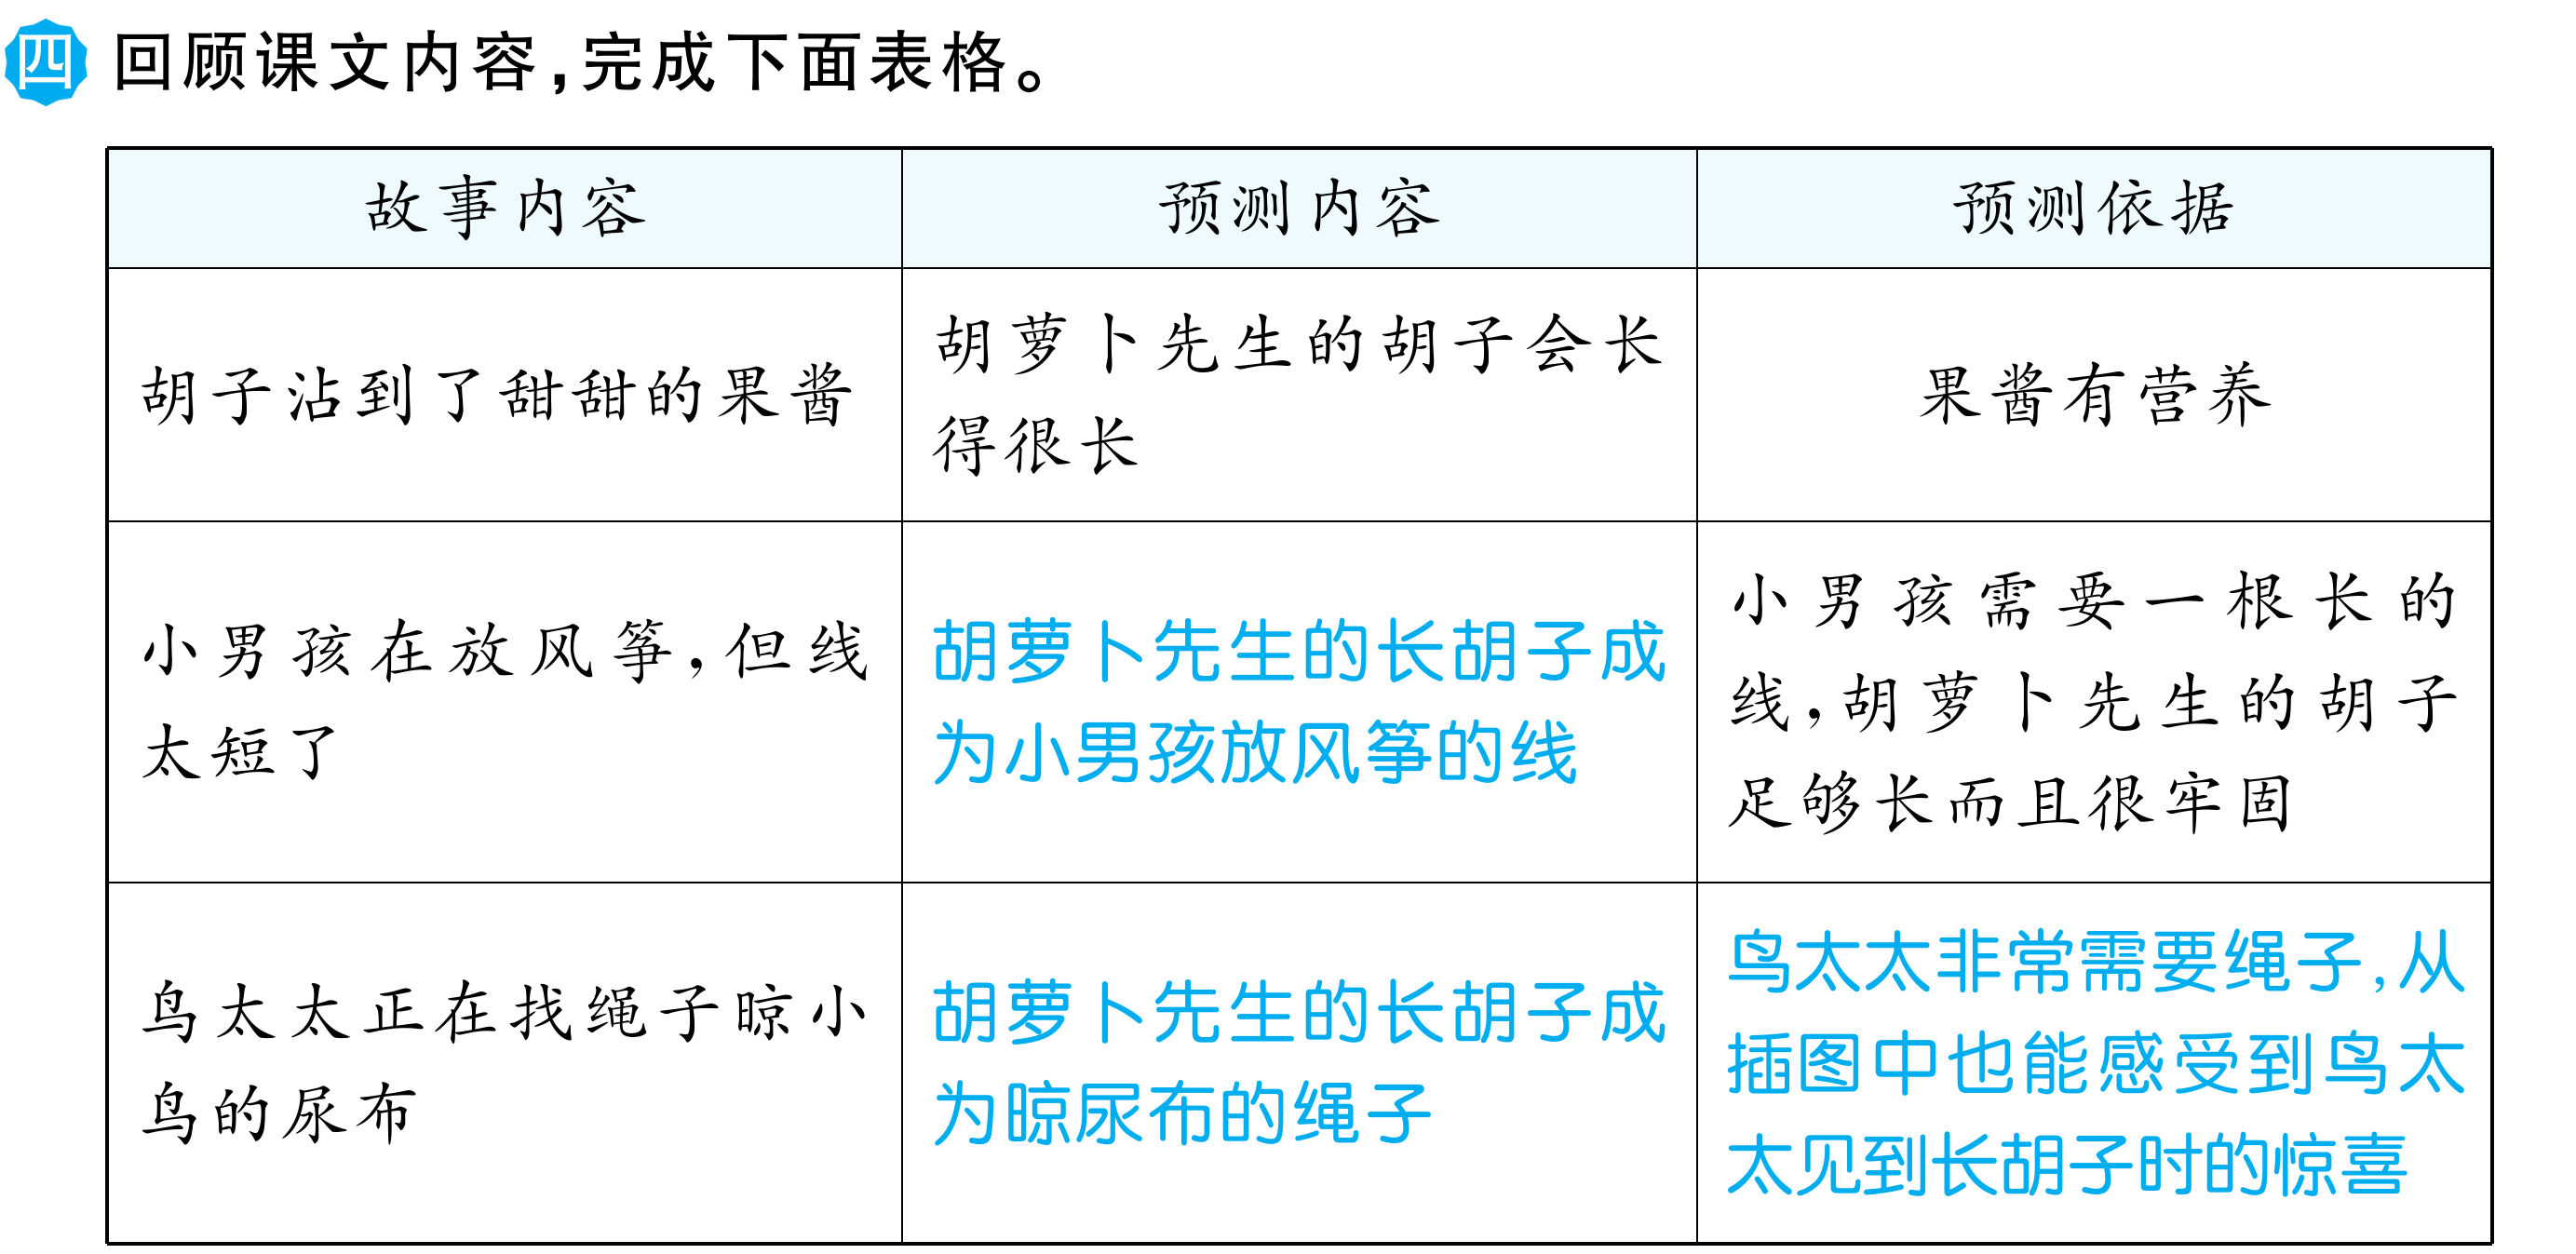 四 回顾课文内容,完成下面表格。
故事内容
预测内容
预测依据
胡子沾到了甜甜的果酱
胡萝卜先生的胡子会长
得很长
果酱有营养
小男孩在放风筝,但线
太短了
胡萝卜先生的长胡子成
为小男孩放风筝的线
小男孩需要一根长的
线,胡萝卜先生的胡子
足够长而且很牢固
鸟太太正在找绳子晾小
鸟的尿布
胡萝卜先生的长胡子成
为晾尿布的绳子
鸟太太非常需要绳子,从
插图中也能感受到鸟太
太见到长胡子时的惊喜